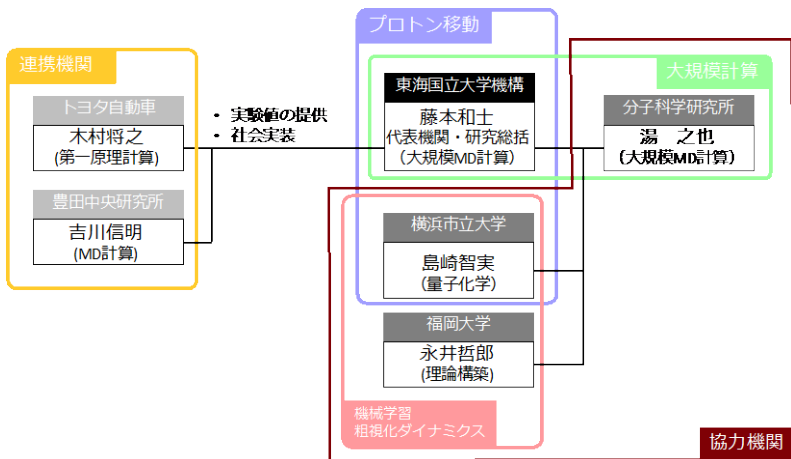 プロトン移動
連携機関
大規模計算
トヨタ自動車
木村将之
(第一原理計算)
豊田中央研究所
吉川信明
(MD計算)
・ 実験値の提供
・ 社会実装
東海国立大学機構
藤本和士
代表機関・研究総括
(大規模MD計算)
分子科学研究所
湯 之也
(大規模MD計算)
横浜市立大学
島崎智実
(量子化学)
福岡大学
永井哲郎
(理論構築)
機械学習
粗視化ダイナミクス
協力機関